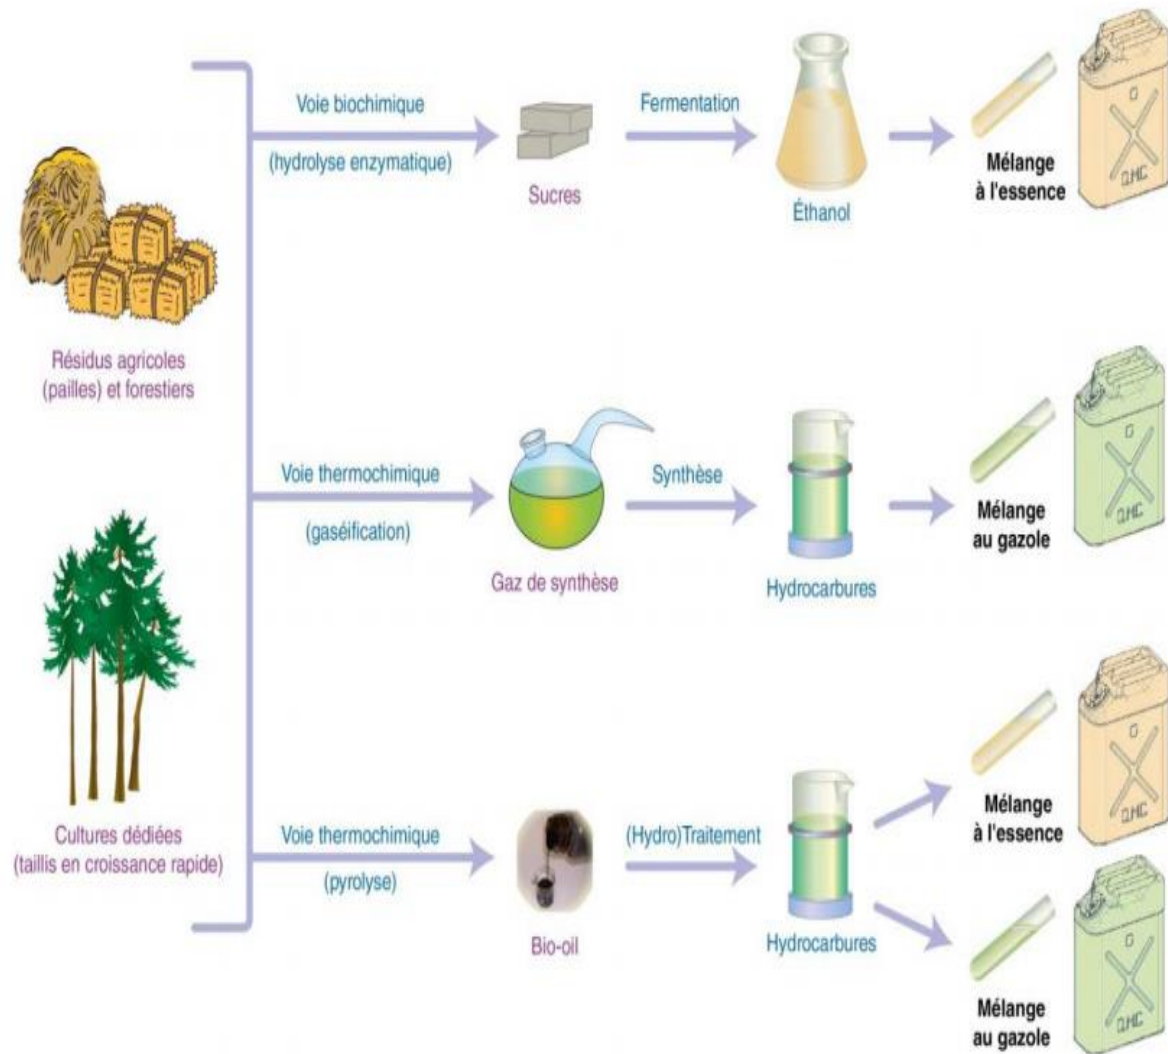 Résidus agricoles
(pailles) et forestiers
Cultures dédiées
(taillis en croissance rapide)
Voie biochimique
(hydrolyse enzymatique)
Sucres
Fermentation
Éthanol
Mélange
à l'essence
G
Q.M.C
Voie thermochimique
(gaséification)
Gaz de synthèse
Synthèse
Hydrocarbures
Mélange
au gazole
G
Q.M.C
Voie thermochimique
(pyrolyse)
Bio-oil
(Hydro)Traitement
Hydrocarbures
Mélange
à l'essence
G
Q.M.C
Mélange
au gazole
G
Q.M.C